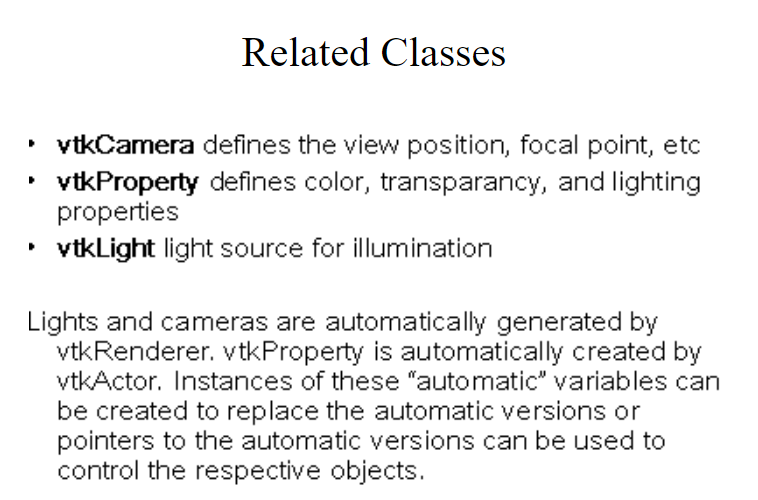 Related Classes
• vtkCamera defines the view position, focal point, etc
• vtkProperty defines color, transparancy, and lighting
properties
• vtkLight light source for illumination
Lights and cameras are automatically generated by
vtkRenderer. vtkProperty is automatically created by
vtkActor. Instances of these “automatic” variables can
be created to replace the automatic versions or
pointers to the automatic versions can be used to
control the respective objects.